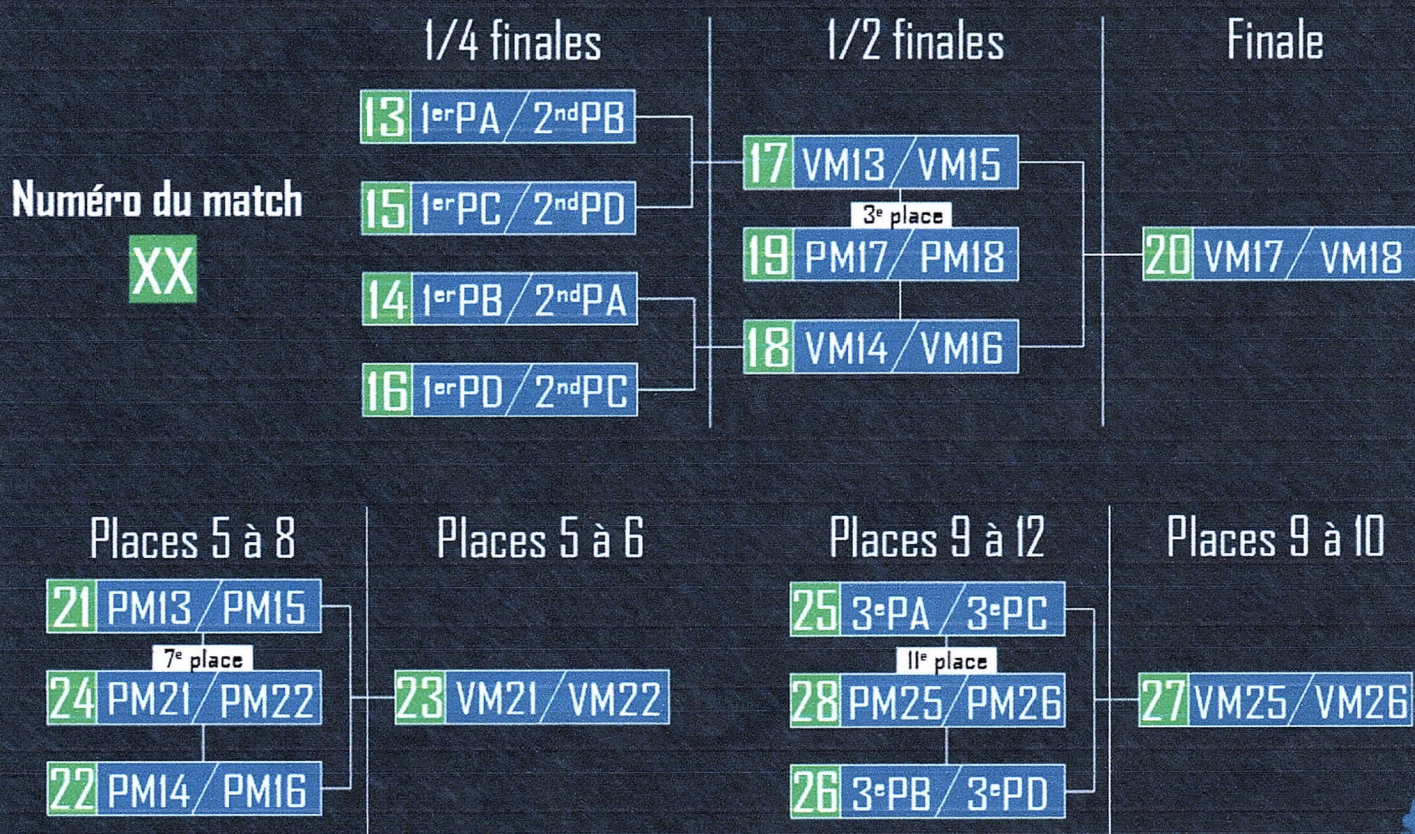 1/4 finales
1/2 finales
Finale
Numéro du match
XX
13 1erPA / 2ndPB
15 1erPC / 2ndPD
14 1erPB / 2ndPA
16 1erPD / 2ndPC
17 VM13 / VM15
3e place
19 PM17 / PM18
18 VM14 / VM16
20 VM17 / VM18
Places 5 à 8
21 PM13 / PM15
7e place
24 PM21 / PM22
22 PM14 / PM16
Places 5 à 6
23 VM21 / VM22
Places 9 à 12
25 3ePA / 3ePC
11e place
28 PM25 / PM26
26 3ePB / 3ePD
Places 9 à 10
27 VM25 / VM26